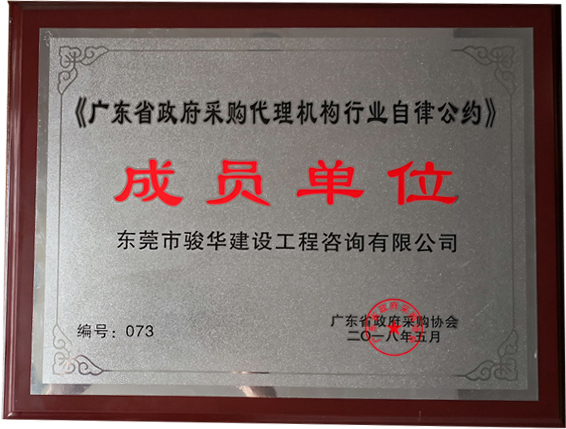 《广东省政府采购代理机构行业自律公约》
成员单位
东莞市骏华建设工程咨询有限公司
编号：073
广东省政府采购协会
二〇一八年五月